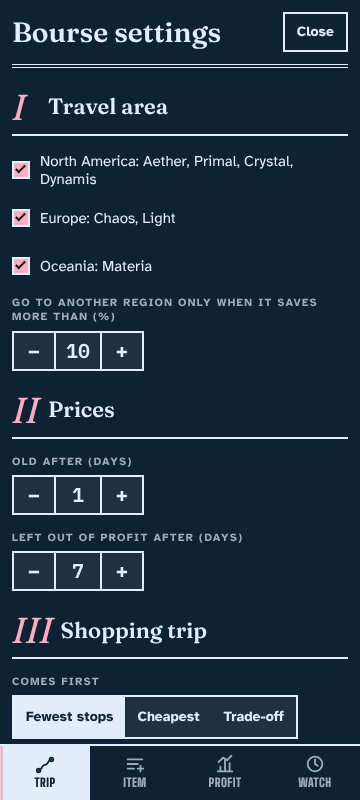 Bourse settings
Close
I Travel area
North America: Aether, Primal, Crystal,
Dynamis
Europe: Chaos, Light
Oceania: Materia
GO TO ANOTHER REGION ONLY WHEN IT SAVES
MORE THAN (%)
− 10 +
II Prices
OLD AFTER (DAYS)
− 1 +
LEFT OUT OF PROFIT AFTER (DAYS)
− 7 +
III Shopping trip
COMES FIRST
Fewest stops Cheapest Trade-off
TRIP ITEM PROFIT WATCH